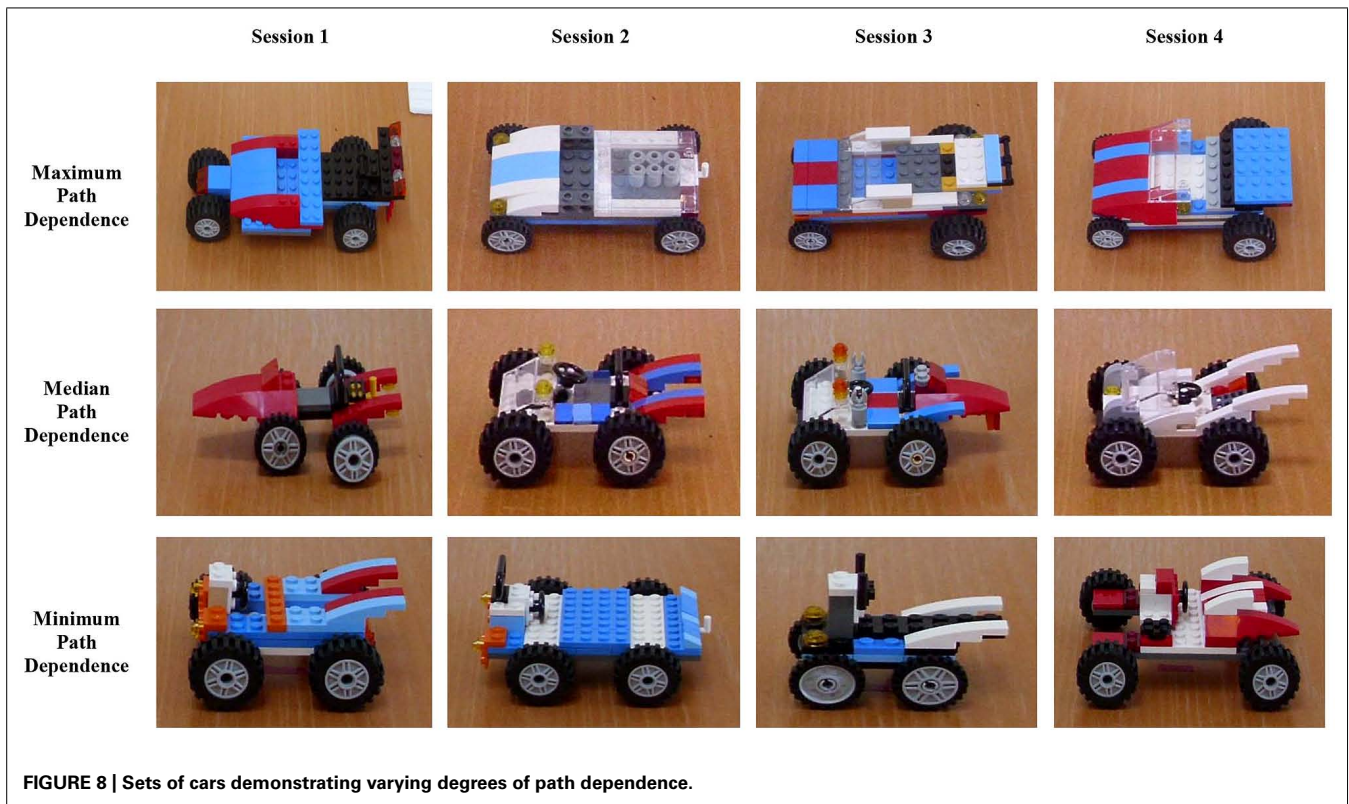 Session 1 Session 2 Session 3 Session 4
Maximum
Path
Dependence
Median
Path
Dependence
Minimum
Path
Dependence
FIGURE 8 | Sets of cars demonstrating varying degrees of path dependence.